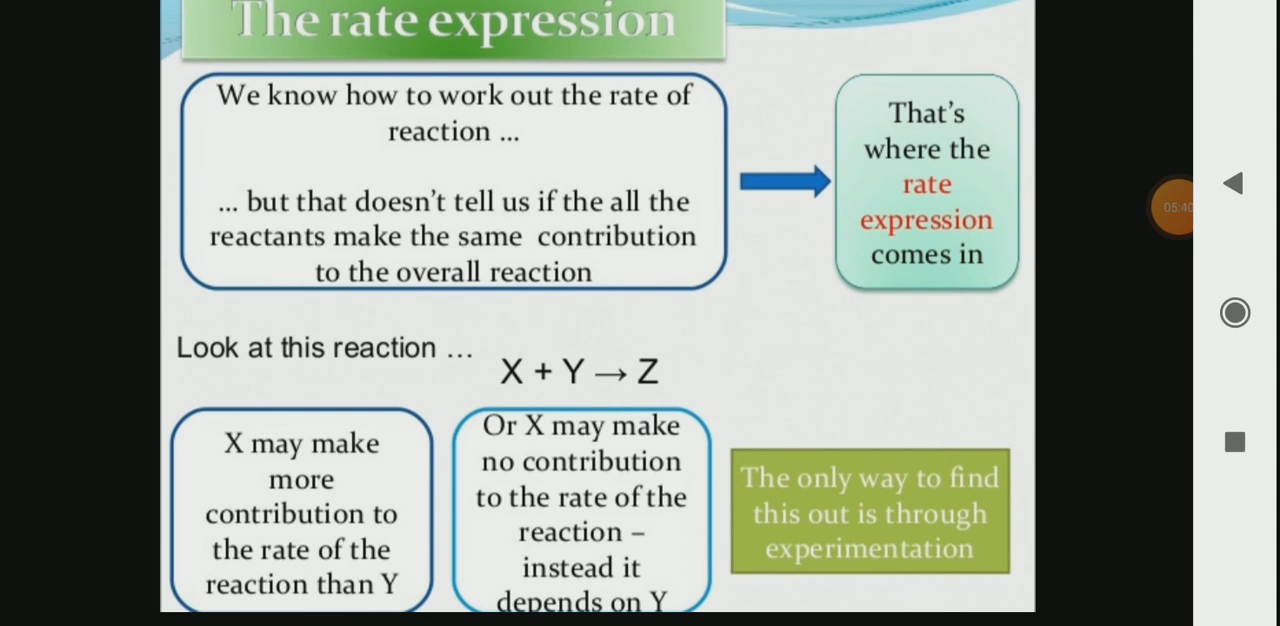 The rate expression
We know how to work out the rate of
reaction ...
... but that doesn't tell us if the all the
reactants make the same contribution
to the overall reaction
That's
where the
rate
expression
comes in
05:40
Look at this reaction ...
X + Y → Z
X may make
more
contribution to
the rate of the
reaction than Y
Or X may make
no contribution
to the rate of the
reaction –
instead it
depends on Y
The only way to find
this out is through
experimentation